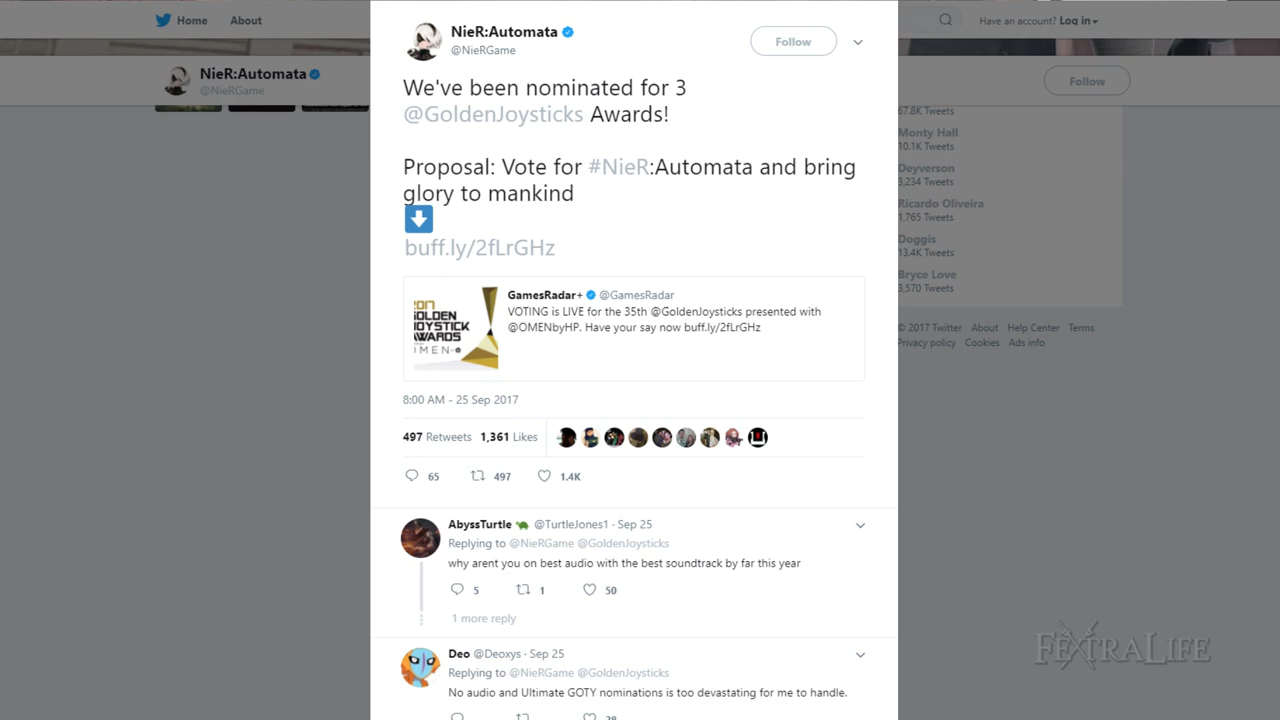 Home About
Have an account? Log in
NieR:Automata
@NieRGame
Follow
NieR:Automata
@NieRGame
Follow
We've been nominated for 3
@GoldenJoysticks Awards!
Proposal: Vote for #NieR:Automata and bring
glory to mankind
buff.ly/2fLrGHz
2017
GOLDEN
JOYSTICK
AWARDS
OMEN
GamesRadar+ @GamesRadar
VOTING is LIVE for the 35th @GoldenJoysticks presented with
@OMENbyHP. Have your say now buff.ly/2fLrGHz
8:00 AM - 25 Sep 2017
497 Retweets 1,361 Likes
65 497 1.4K
AbyssTurtle @TurtleJones1 · Sep 25
Replying to @NieRGame @GoldenJoysticks
why arent you on best audio with the best soundtrack by far this year
5 1 50
1 more reply
Deo @Deoxys · Sep 25
Replying to @NieRGame @GoldenJoysticks
No audio and Ultimate GOTY nominations is too devastating for me to handle.
28
67.8K Tweets
Monty Hall
10.1K Tweets
Deyverson
3,234 Tweets
Ricardo Oliveira
1,765 Tweets
Doggis
13.4K Tweets
Bryce Love
3,570 Tweets
© 2017 Twitter About Help Center Terms
Privacy policy Cookies Ads info
FEXTRALIFE